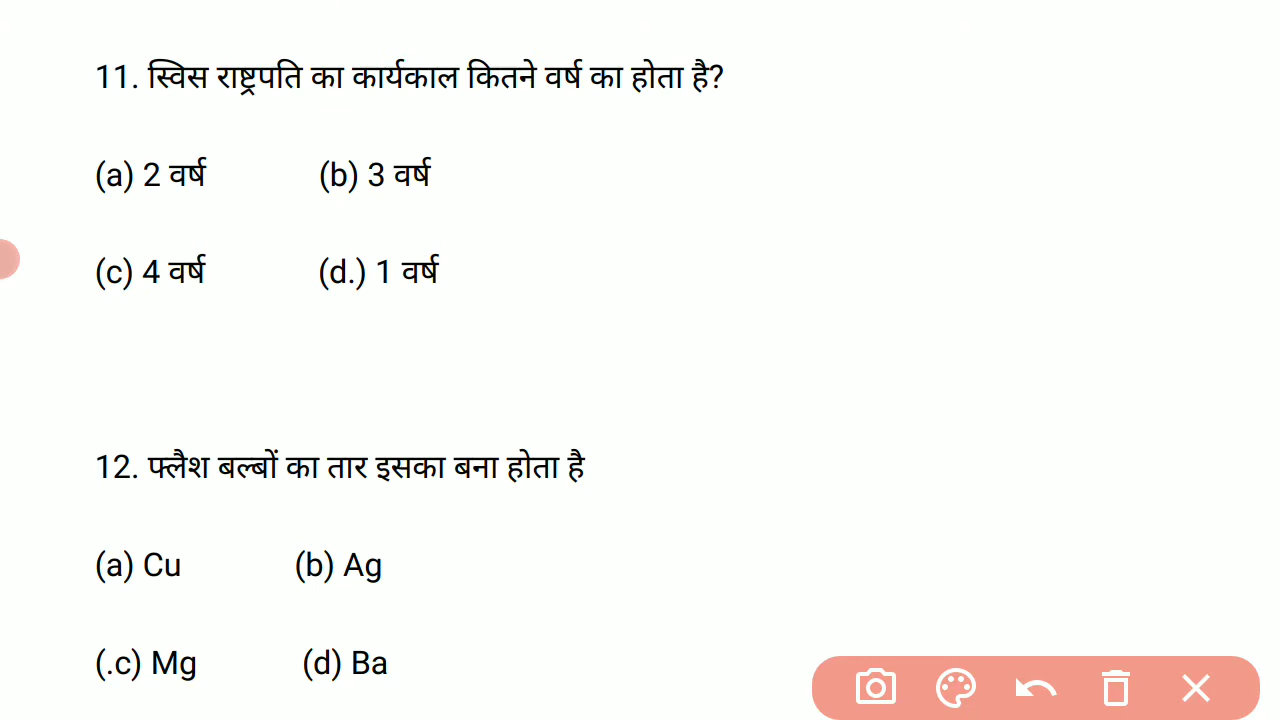 11. स्विस राष्ट्रपति का कार्यकाल कितने वर्ष का होता है?
(a) 2 वर्ष (b) 3 वर्ष
(c) 4 वर्ष (d.) 1 वर्ष
12. फ्लैश बल्बों का तार इसका बना होता है
(a) Cu (b) Ag
(.c) Mg (d) Ba